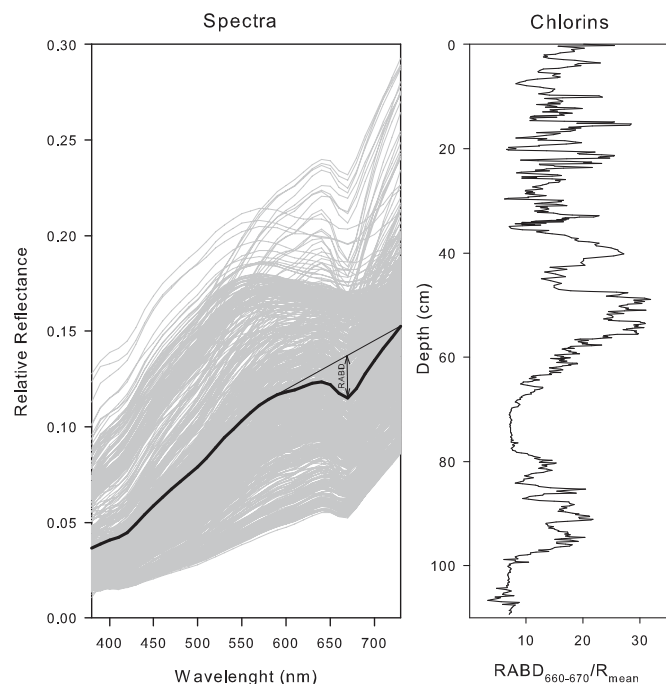 Spectra
Chlorins
0.30
0.25
0.20
0.15
0.10
0.05
0.00
Relative Reflectance
RABD
400 450 500 550 600 650 700
Wavelenght (nm)
0
20
40
60
80
100
Depth (cm)
10 20 30
RABD660-670/Rmean